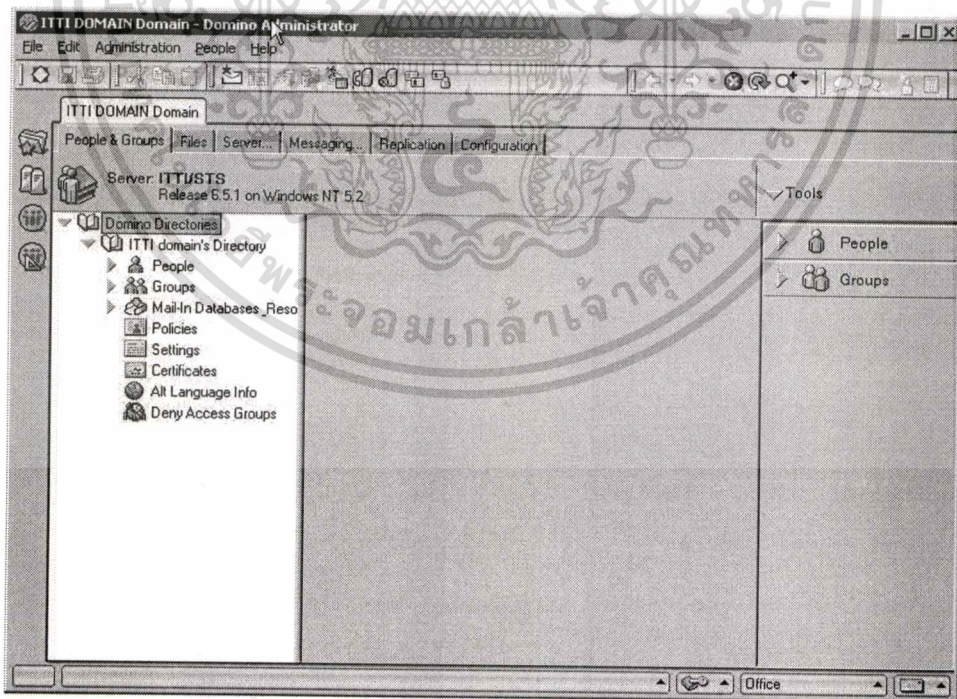 ITTI DOMAIN Domain - Domino Administrator
File Edit Administration People Help
ITTI DOMAIN Domain
People & Groups Files Server... Messaging... Replication Configuration
Server: ITTI/STS
Release 6.5.1 on Windows NT 5.2
Tools
Domino Directories
ITTI domain's Directory
People
Groups
Mail-In Databases_Reso
Policies
Settings
Certificates
Alt Language Info
Deny Access Groups
People
Groups
พระจอมเกล้าเจ้าคุณทหาร
Office